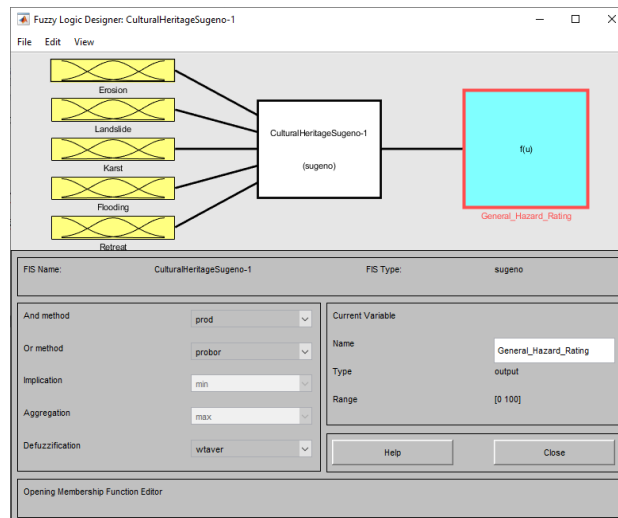 Fuzzy Logic Designer: CulturalHeritageSugeno-1
File Edit View
Erosion
Landslide
Karst
Flooding
Retreat
CulturalHeritageSugeno-1
(sugeno)
f(u)
General_Hazard_Rating
FIS Name: CulturalHeritageSugeno-1 FIS Type: sugeno
And method prod
Or method probor
Implication min
Aggregation max
Defuzzification wtaver
Current Variable
Name General_Hazard_Rating
Type output
Range [0 100]
Help Close
Opening Membership Function Editor